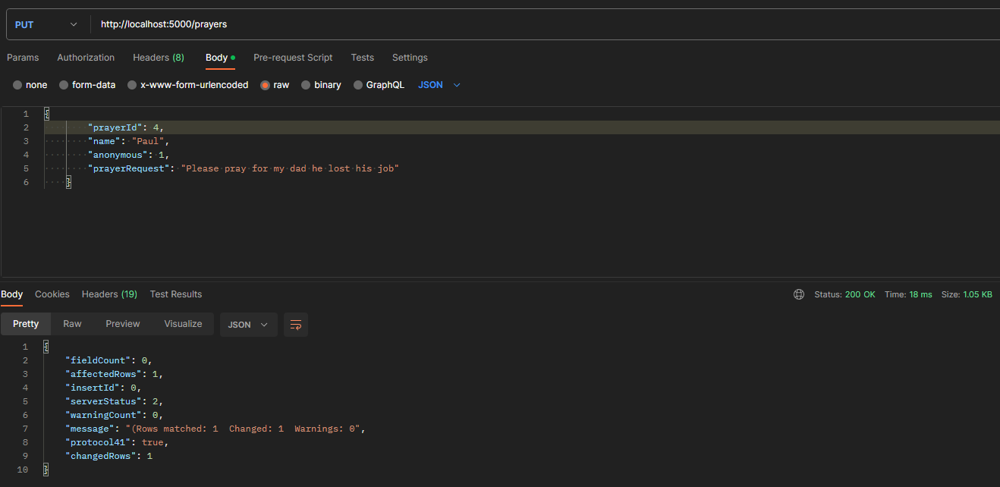 PUT http://localhost:5000/prayers
Params Authorization Headers (8) Body Pre-request Script Tests Settings
none form-data x-www-form-urlencoded raw binary GraphQL JSON
1 {
2 "prayerId": 4,
3 "name": "Paul",
4 "anonymous": 1,
5 "prayerRequest": "Please pray for my dad he lost his job"
6 }
Body Cookies Headers (19) Test Results Status: 200 OK Time: 18 ms Size: 1.05 KB
Pretty Raw Preview Visualize JSON
1 {
2 "fieldCount": 0,
3 "affectedRows": 1,
4 "insertId": 0,
5 "serverStatus": 2,
6 "warningCount": 0,
7 "message": "(Rows matched: 1  Changed: 1  Warnings: 0",
8 "protocol41": true,
9 "changedRows": 1
10 }